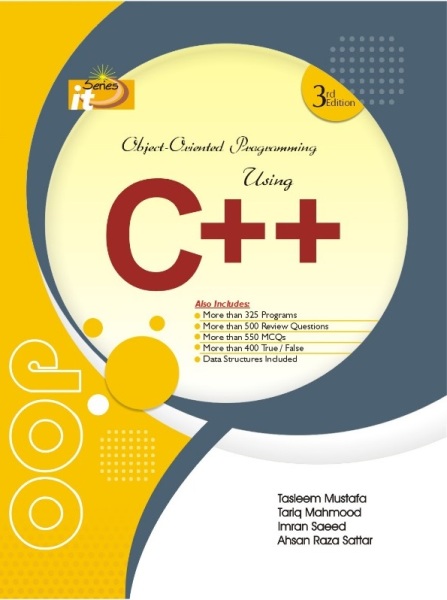 it Series
3rd
Edition
Object-Oriented Programming
Using
C++
Also Includes:
More than 325 Programs
More than 500 Review Questions
More than 550 MCQs
More than 400 True / False
Data Structures Included
OOP
Tasleem Mustafa
Tariq Mahmood
Imran Saeed
Ahsan Raza Sattar